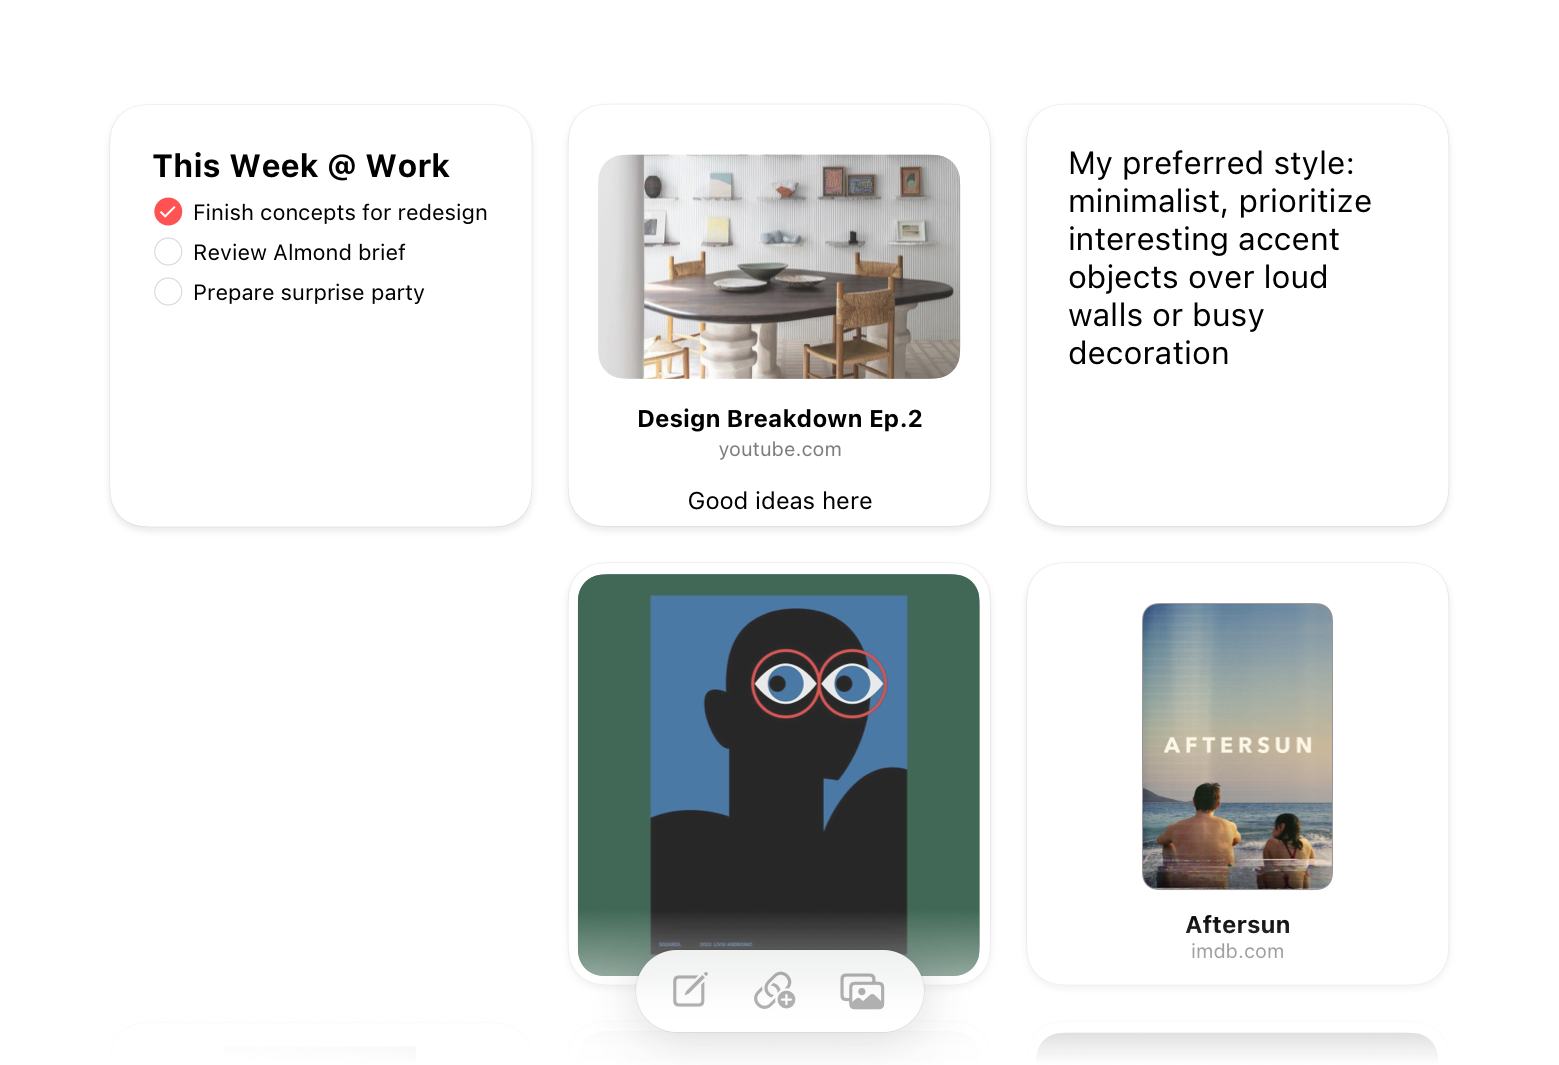 This Week @ Work
Finish concepts for redesign
Review Almond brief
Prepare surprise party
Design Breakdown Ep.2
youtube.com
Good ideas here
My preferred style:
minimalist, prioritize
interesting accent
objects over loud
walls or busy
decoration
AFTERSUN
Aftersun
imdb.com